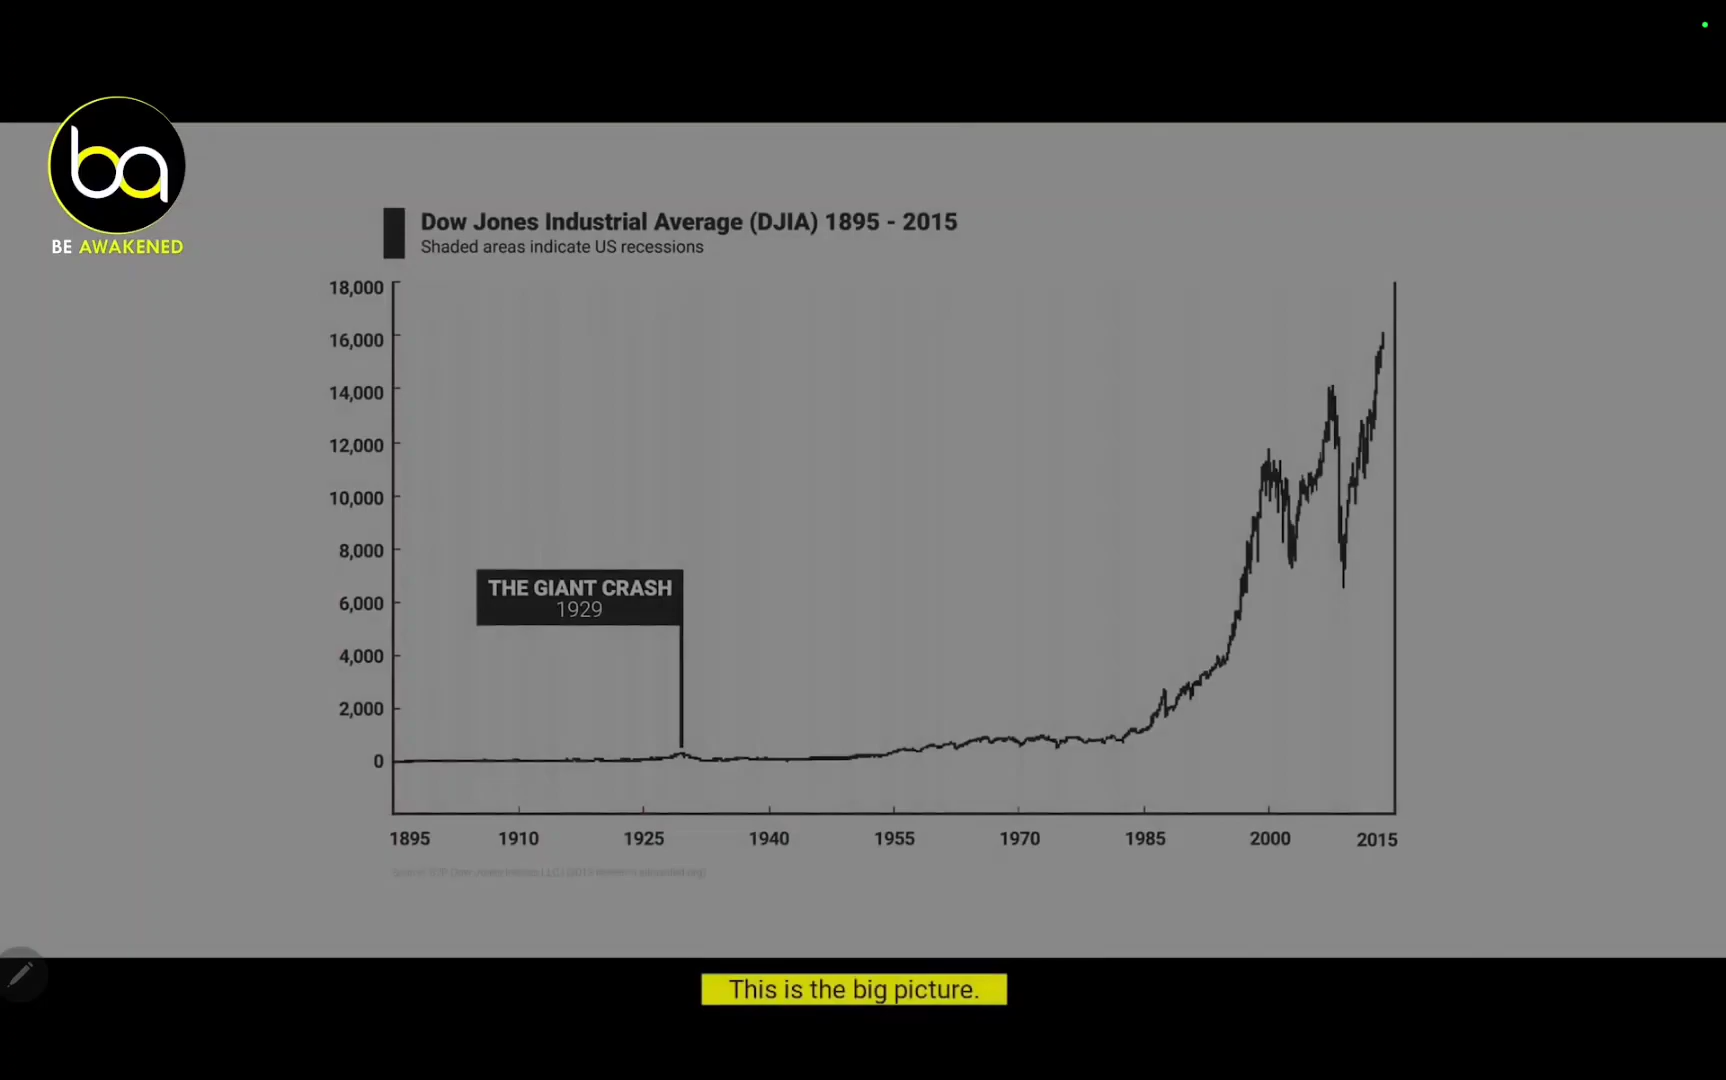 ba
BE AWAKENED
Dow Jones Industrial Average (DJIA) 1895 - 2015
Shaded areas indicate US recessions
18,000
16,000
14,000
12,000
10,000
8,000
6,000
4,000
2,000
0
THE GIANT CRASH
1929
1895 1910 1925 1940 1955 1970 1985 2000 2015
This is the big picture.